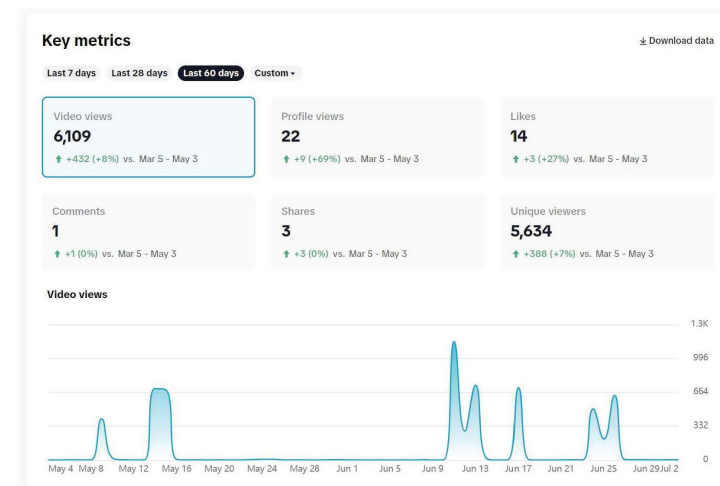 Key metrics
Download data
Last 7 days Last 28 days Last 60 days Custom
Video views Profile views Likes
6,109 22 14
+432 (+8%) vs. Mar 5 - May 3 +9 (+69%) vs. Mar 5 - May 3 +3 (+27%) vs. Mar 5 - May 3
Comments Shares Unique viewers
1 3 5,634
+1 (0%) vs. Mar 5 - May 3 +3 (0%) vs. Mar 5 - May 3 +388 (+7%) vs. Mar 5 - May 3
Video views
1.3K
996
664
332
0
May 4 May 8 May 12 May 16 May 20 May 24 May 28 Jun 1 Jun 5 Jun 9 Jun 13 Jun 17 Jun 21 Jun 25 Jun 29 Jul 2